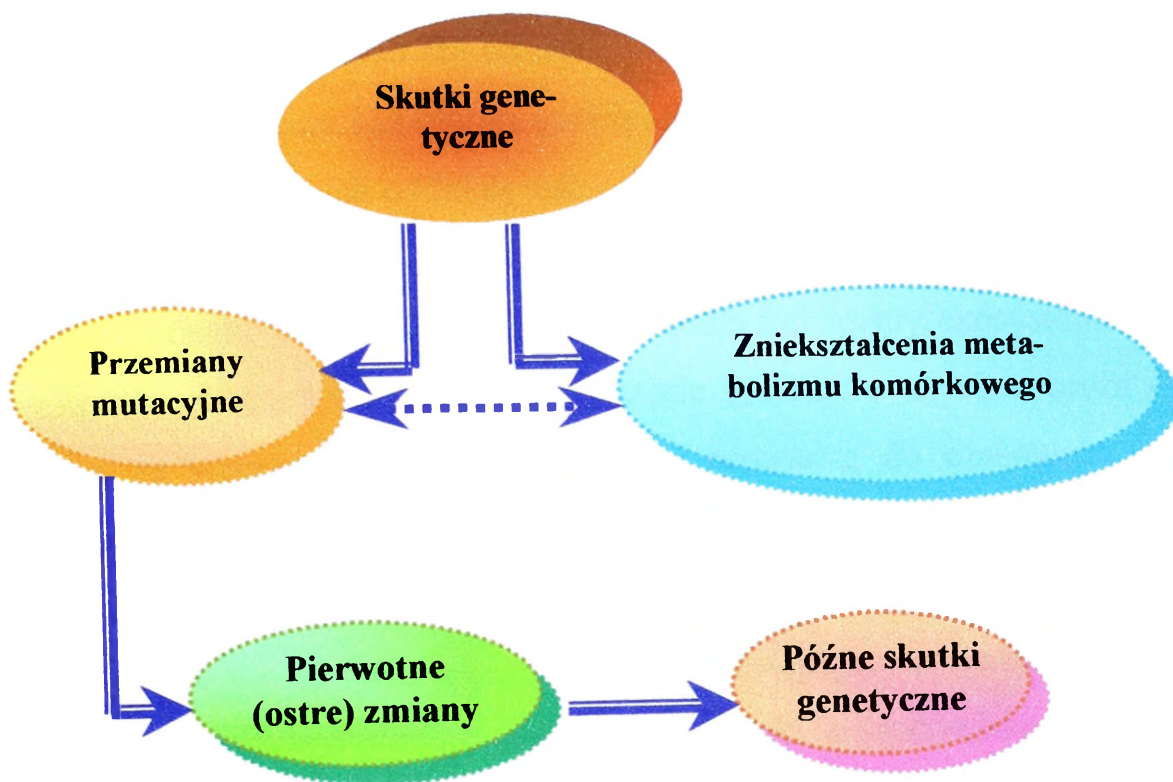 Skutki gene-
tyczne
Przemiany
mutacyjne
Zniekształcenia meta-
bolizmu komórkowego
Pierwotne
(ostre) zmiany
Późne skutki
genetyczne